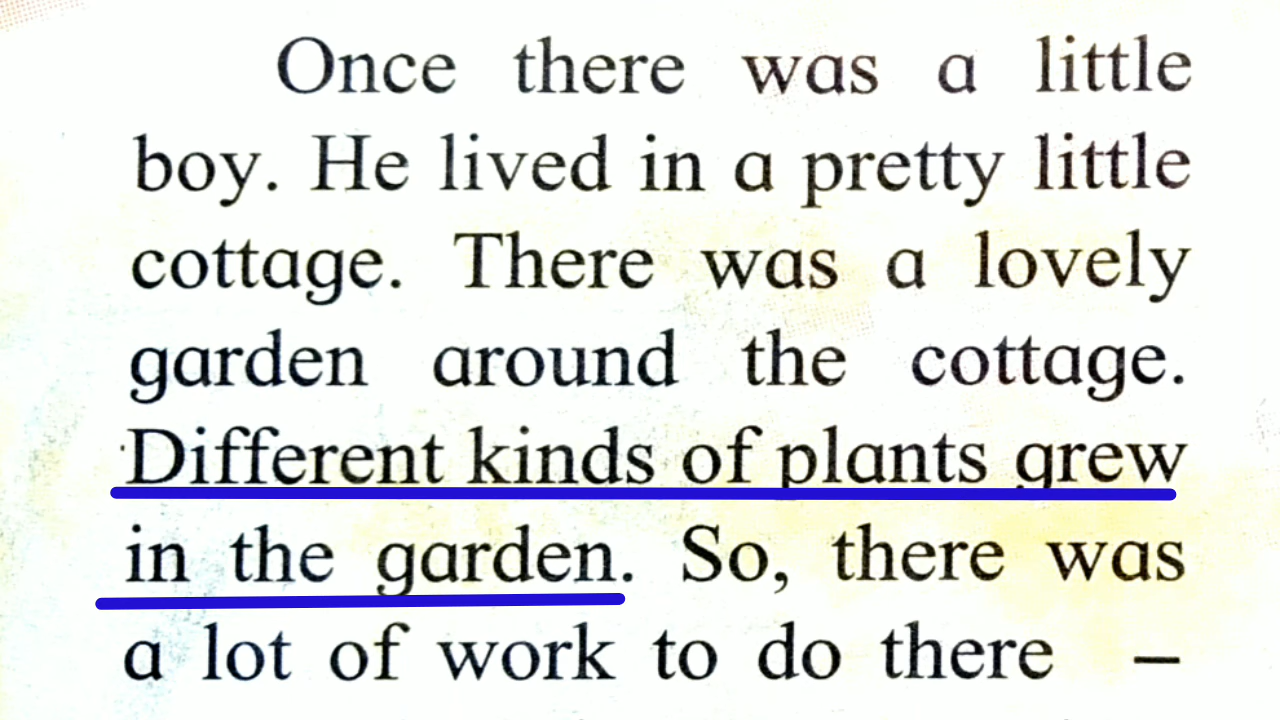 Once there was a little
boy. He lived in a pretty little
cottage. There was a lovely
garden around the cottage.
Different kinds of plants grew
in the garden. So, there was
a lot of work to do there –